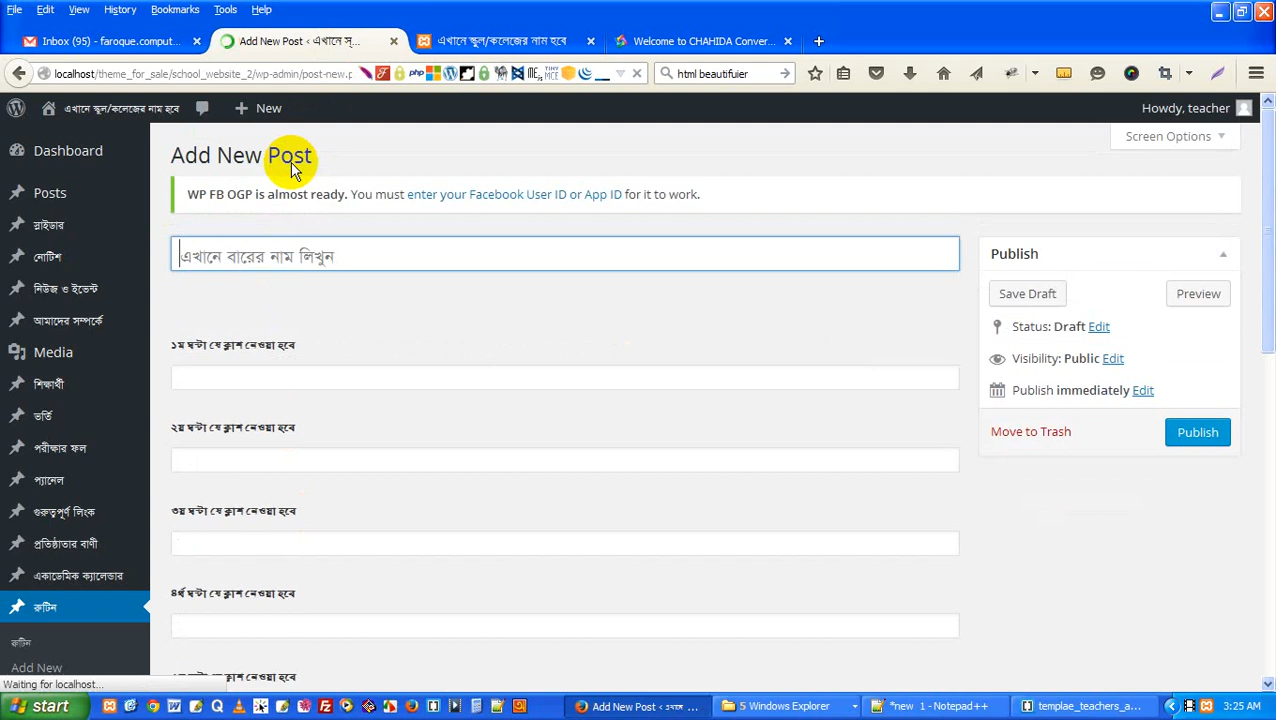 File Edit View History Bookmarks Tools Help
Inbox (95) - faroque.comput...
Add New Post ‹ এখানে স্...
এখানে স্কুল/কলেজের নাম হবে
Welcome to CHAHIDA Conver...
localhost/theme_for_sale/school_website_2/wp-admin/post-new.p
html beautifuier
এখানে স্কুল/কলেজের নাম হবে
New
Howdy, teacher
Screen Options
Dashboard
Posts
স্লাইডার
নোটিশ
নিউজ ও ইভেন্ট
আমাদের সম্পর্কে
Media
শিক্ষার্থী
ভর্তি
পরীক্ষার ফল
প্যানেল
গুরুত্বপূর্ণ লিংক
প্রতিষ্ঠাতার বাণী
একাডেমিক ক্যালেন্ডার
রুটিন
রুটিন
Add New
Add New Post
WP FB OGP is almost ready. You must enter your Facebook User ID or App ID for it to work.
এখানে বারের নাম লিখুন
১ম ঘন্টা যে ক্লাশ নেওয়া হবে
২য় ঘন্টা যে ক্লাশ নেওয়া হবে
৩য় ঘন্টা যে ক্লাশ নেওয়া হবে
৪র্থ ঘন্টা যে ক্লাশ নেওয়া হবে
Publish
Save Draft
Preview
Status: Draft Edit
Visibility: Public Edit
Publish immediately Edit
Move to Trash
Publish
Waiting for localhost...
start
Add New Post ‹ এখানে ...
5 Windows Explorer
*new 1 - Notepad++
templae_teachers_a...
3:25 AM